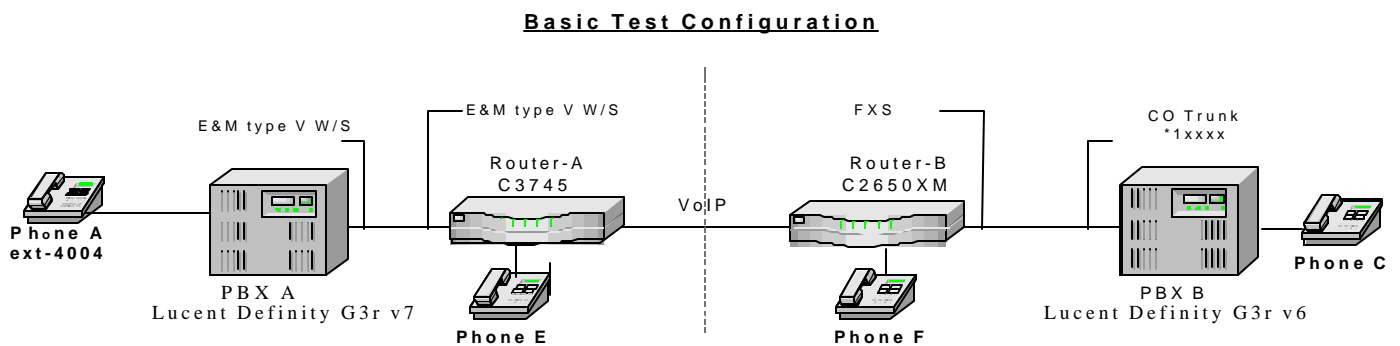 Basic Test Configuration
E&M type V W/S
E&M type V W/S
FXS
CO Trunk
*1xxxx
Router-A
C3745
VoIP
Router-B
C2650XM
Phone A
ext-4004
PBX A
Lucent Definity G3r v7
Phone E
Phone F
PBX B
Lucent Definity G3r v6
Phone C